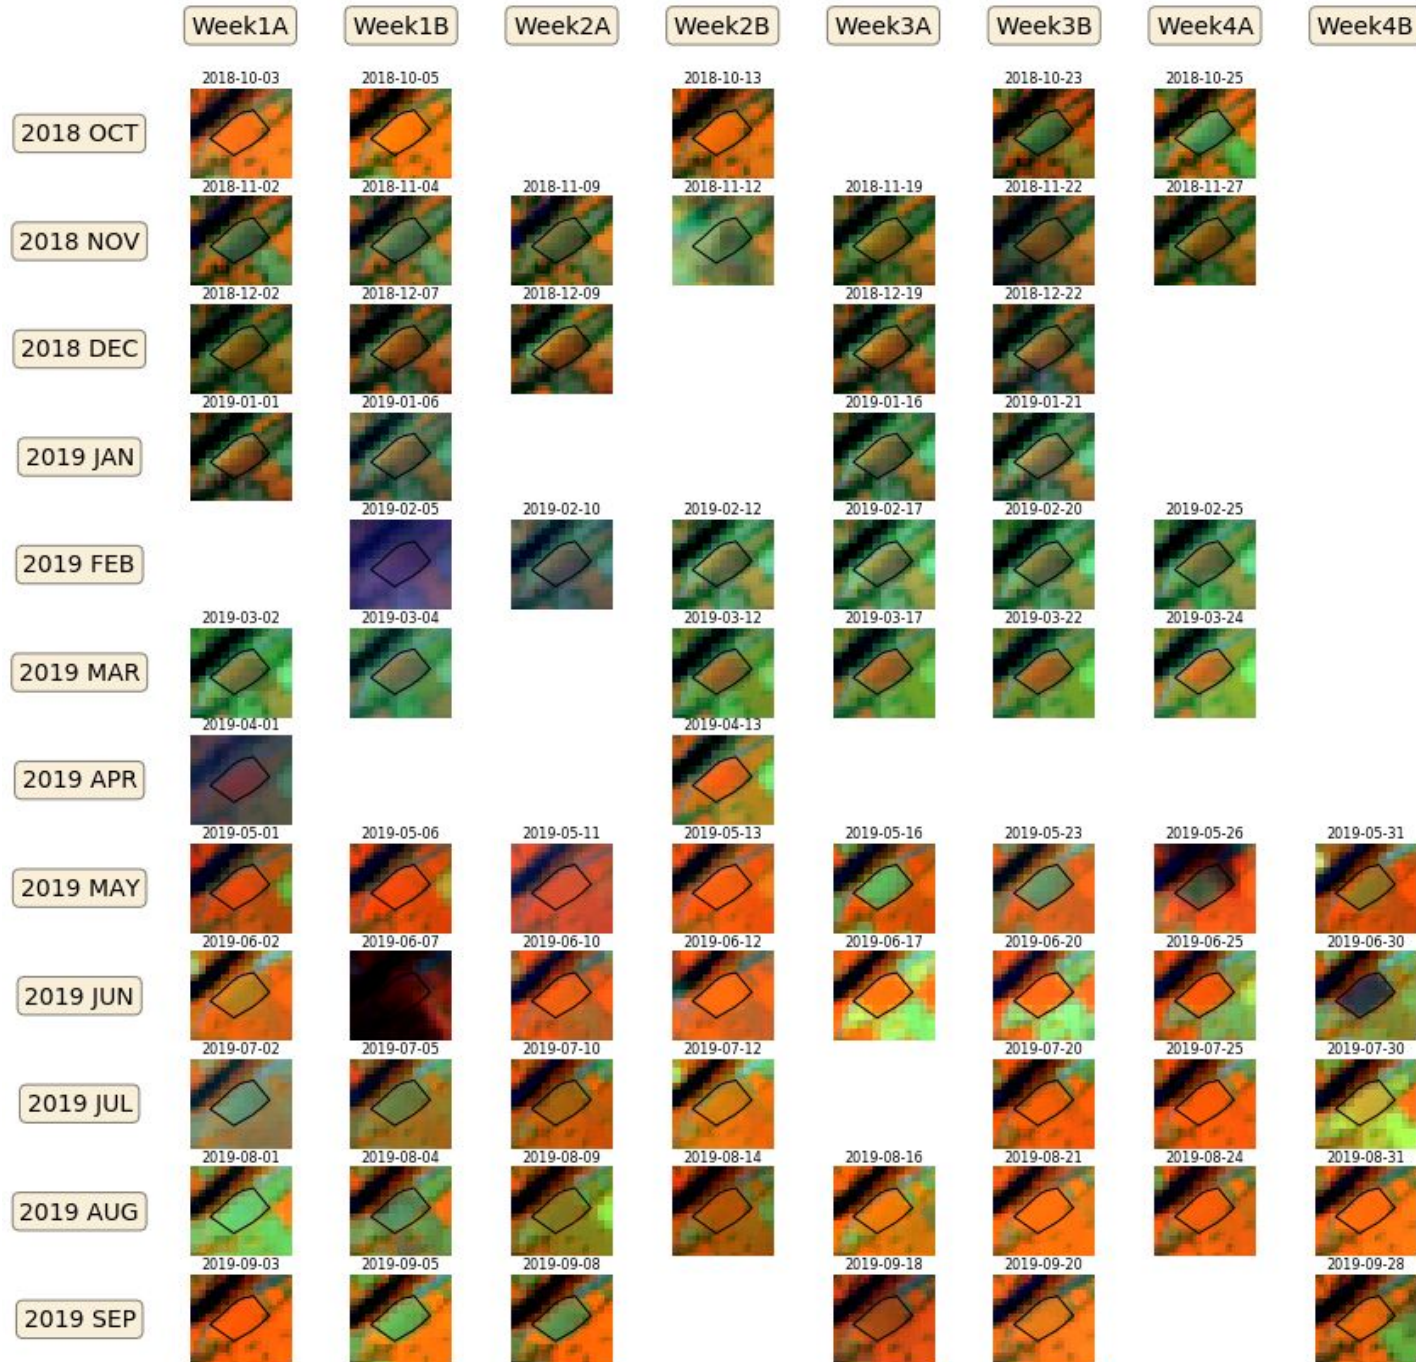 Week1A Week1B Week2A Week2B Week3A Week3B Week4A Week4B
2018-10-03 2018-10-05 2018-10-13 2018-10-23 2018-10-25
2018 OCT
2018-11-02 2018-11-04 2018-11-09 2018-11-12 2018-11-19 2018-11-22 2018-11-27
2018 NOV
2018-12-02 2018-12-07 2018-12-09 2018-12-19 2018-12-22
2018 DEC
2019-01-01 2019-01-06 2019-01-16 2019-01-21
2019 JAN
2019-02-05 2019-02-10 2019-02-12 2019-02-17 2019-02-20 2019-02-25
2019 FEB
2019-03-02 2019-03-04 2019-03-12 2019-03-17 2019-03-22 2019-03-24
2019 MAR
2019-04-01 2019-04-13
2019 APR
2019-05-01 2019-05-06 2019-05-11 2019-05-13 2019-05-16 2019-05-23 2019-05-26 2019-05-31
2019 MAY
2019-06-02 2019-06-07 2019-06-10 2019-06-12 2019-06-17 2019-06-20 2019-06-25 2019-06-30
2019 JUN
2019-07-02 2019-07-05 2019-07-10 2019-07-12 2019-07-20 2019-07-25 2019-07-30
2019 JUL
2019-08-01 2019-08-04 2019-08-09 2019-08-14 2019-08-16 2019-08-21 2019-08-24 2019-08-31
2019 AUG
2019-09-03 2019-09-05 2019-09-08 2019-09-18 2019-09-20 2019-09-28
2019 SEP